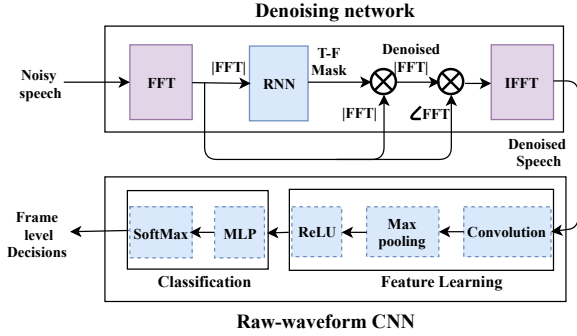 Denoising network
Noisy
speech
FFT
|FFT|
RNN
T-F
Mask
|FFT|
Denoised
|FFT|
∠FFT
IFFT
Denoised
Speech
Frame
level
Decisions
SoftMax
MLP
ReLU
Max
pooling
Convolution
Classification
Feature Learning
Raw-waveform CNN